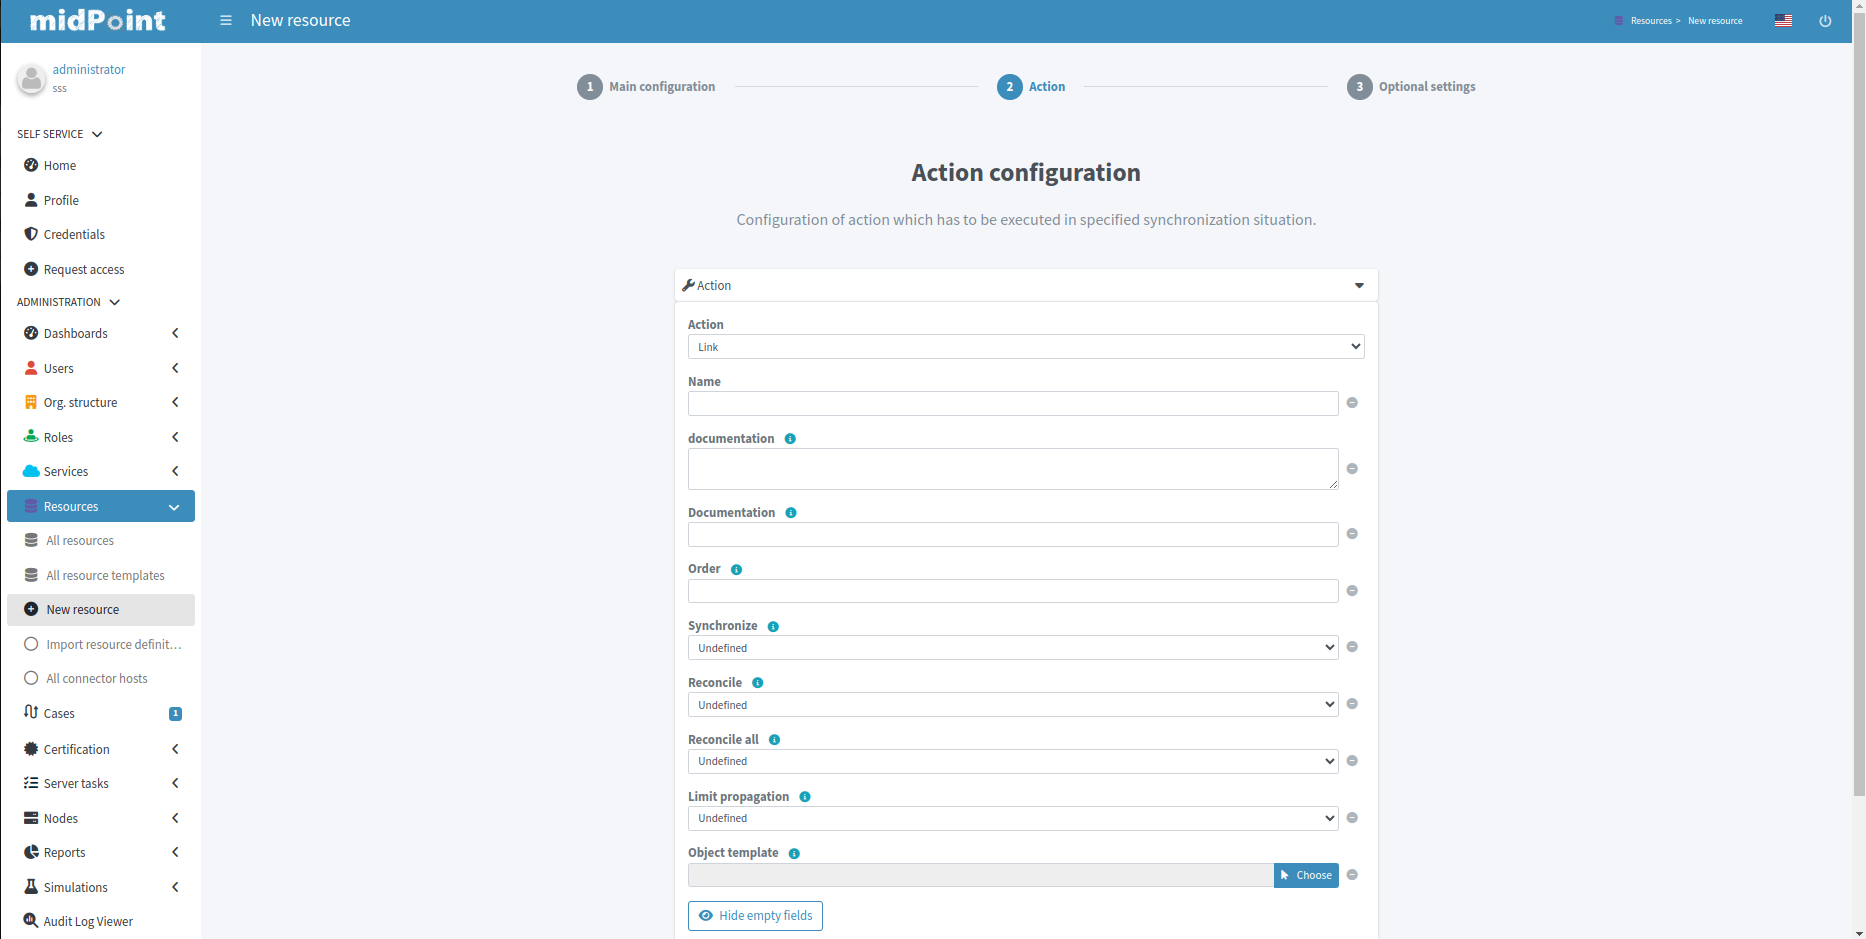 midPoint
New resource
Resources > New resource
administrator
sss
SELF SERVICE
Home
Profile
Credentials
Request access
ADMINISTRATION
Dashboards
Users
Org. structure
Roles
Services
Resources
All resources
All resource templates
New resource
Import resource definit...
All connector hosts
Cases 1
Certification
Server tasks
Nodes
Reports
Simulations
Audit Log Viewer
1 Main configuration
2 Action
3 Optional settings
Action configuration
Configuration of action which has to be executed in specified synchronization situation.
Action
Action
Link
Name
documentation
Documentation
Order
Synchronize
Undefined
Reconcile
Undefined
Reconcile all
Undefined
Limit propagation
Undefined
Object template
Choose
Hide empty fields